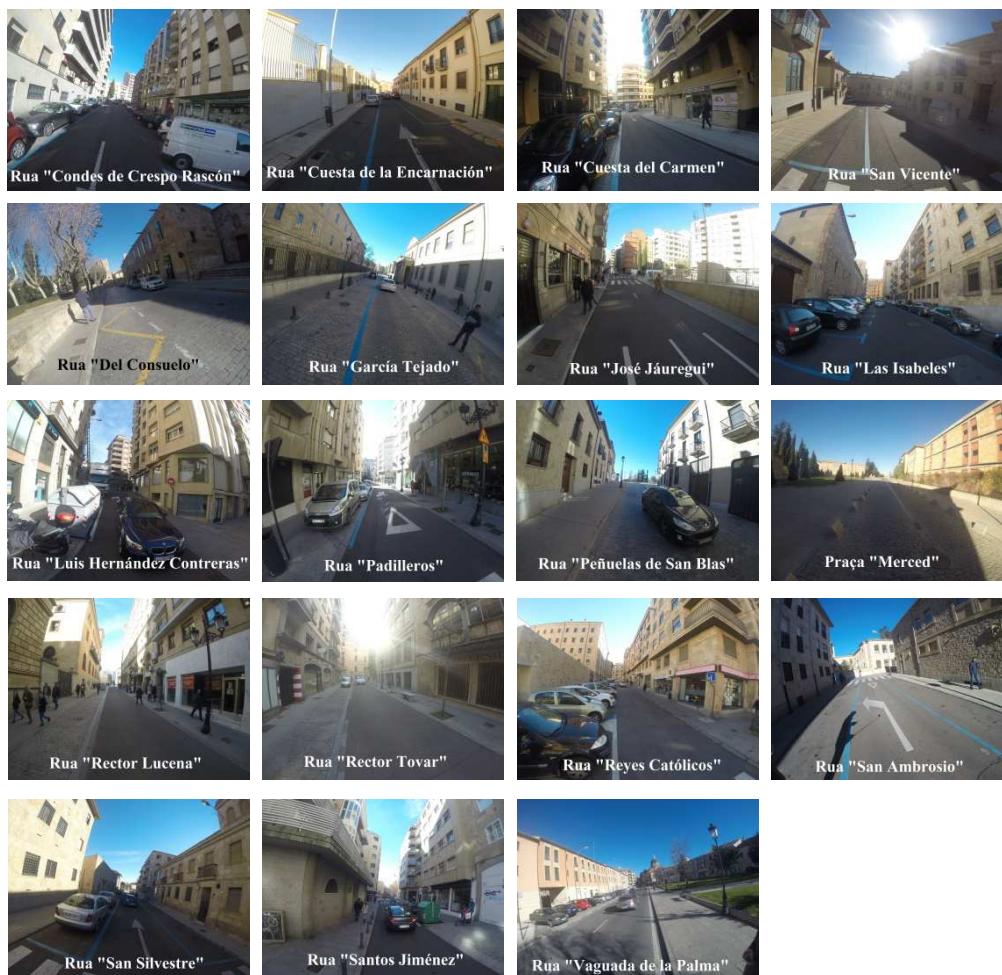 Rua "Condes de Crespo Rascón"
Rua "Cuesta de la Encarnación"
Rua "Cuesta del Carmen"
Rua "San Vicente"
Rua "Del Consuelo"
Rua "García Tejado"
Rua "José Jáuregui"
Rua "Las Isabeles"
Rua "Luis Hernández Contreras"
Rua "Padilleros"
Rua "Peñuelas de San Blas"
Praça "Merced"
Rua "Rector Lucena"
Rua "Rector Tovar"
Rua "Reyes Católicos"
Rua "San Ambrosio"
Rua "San Silvestre"
Rua "Santos Jiménez"
Rua "Vaguada de la Palma"